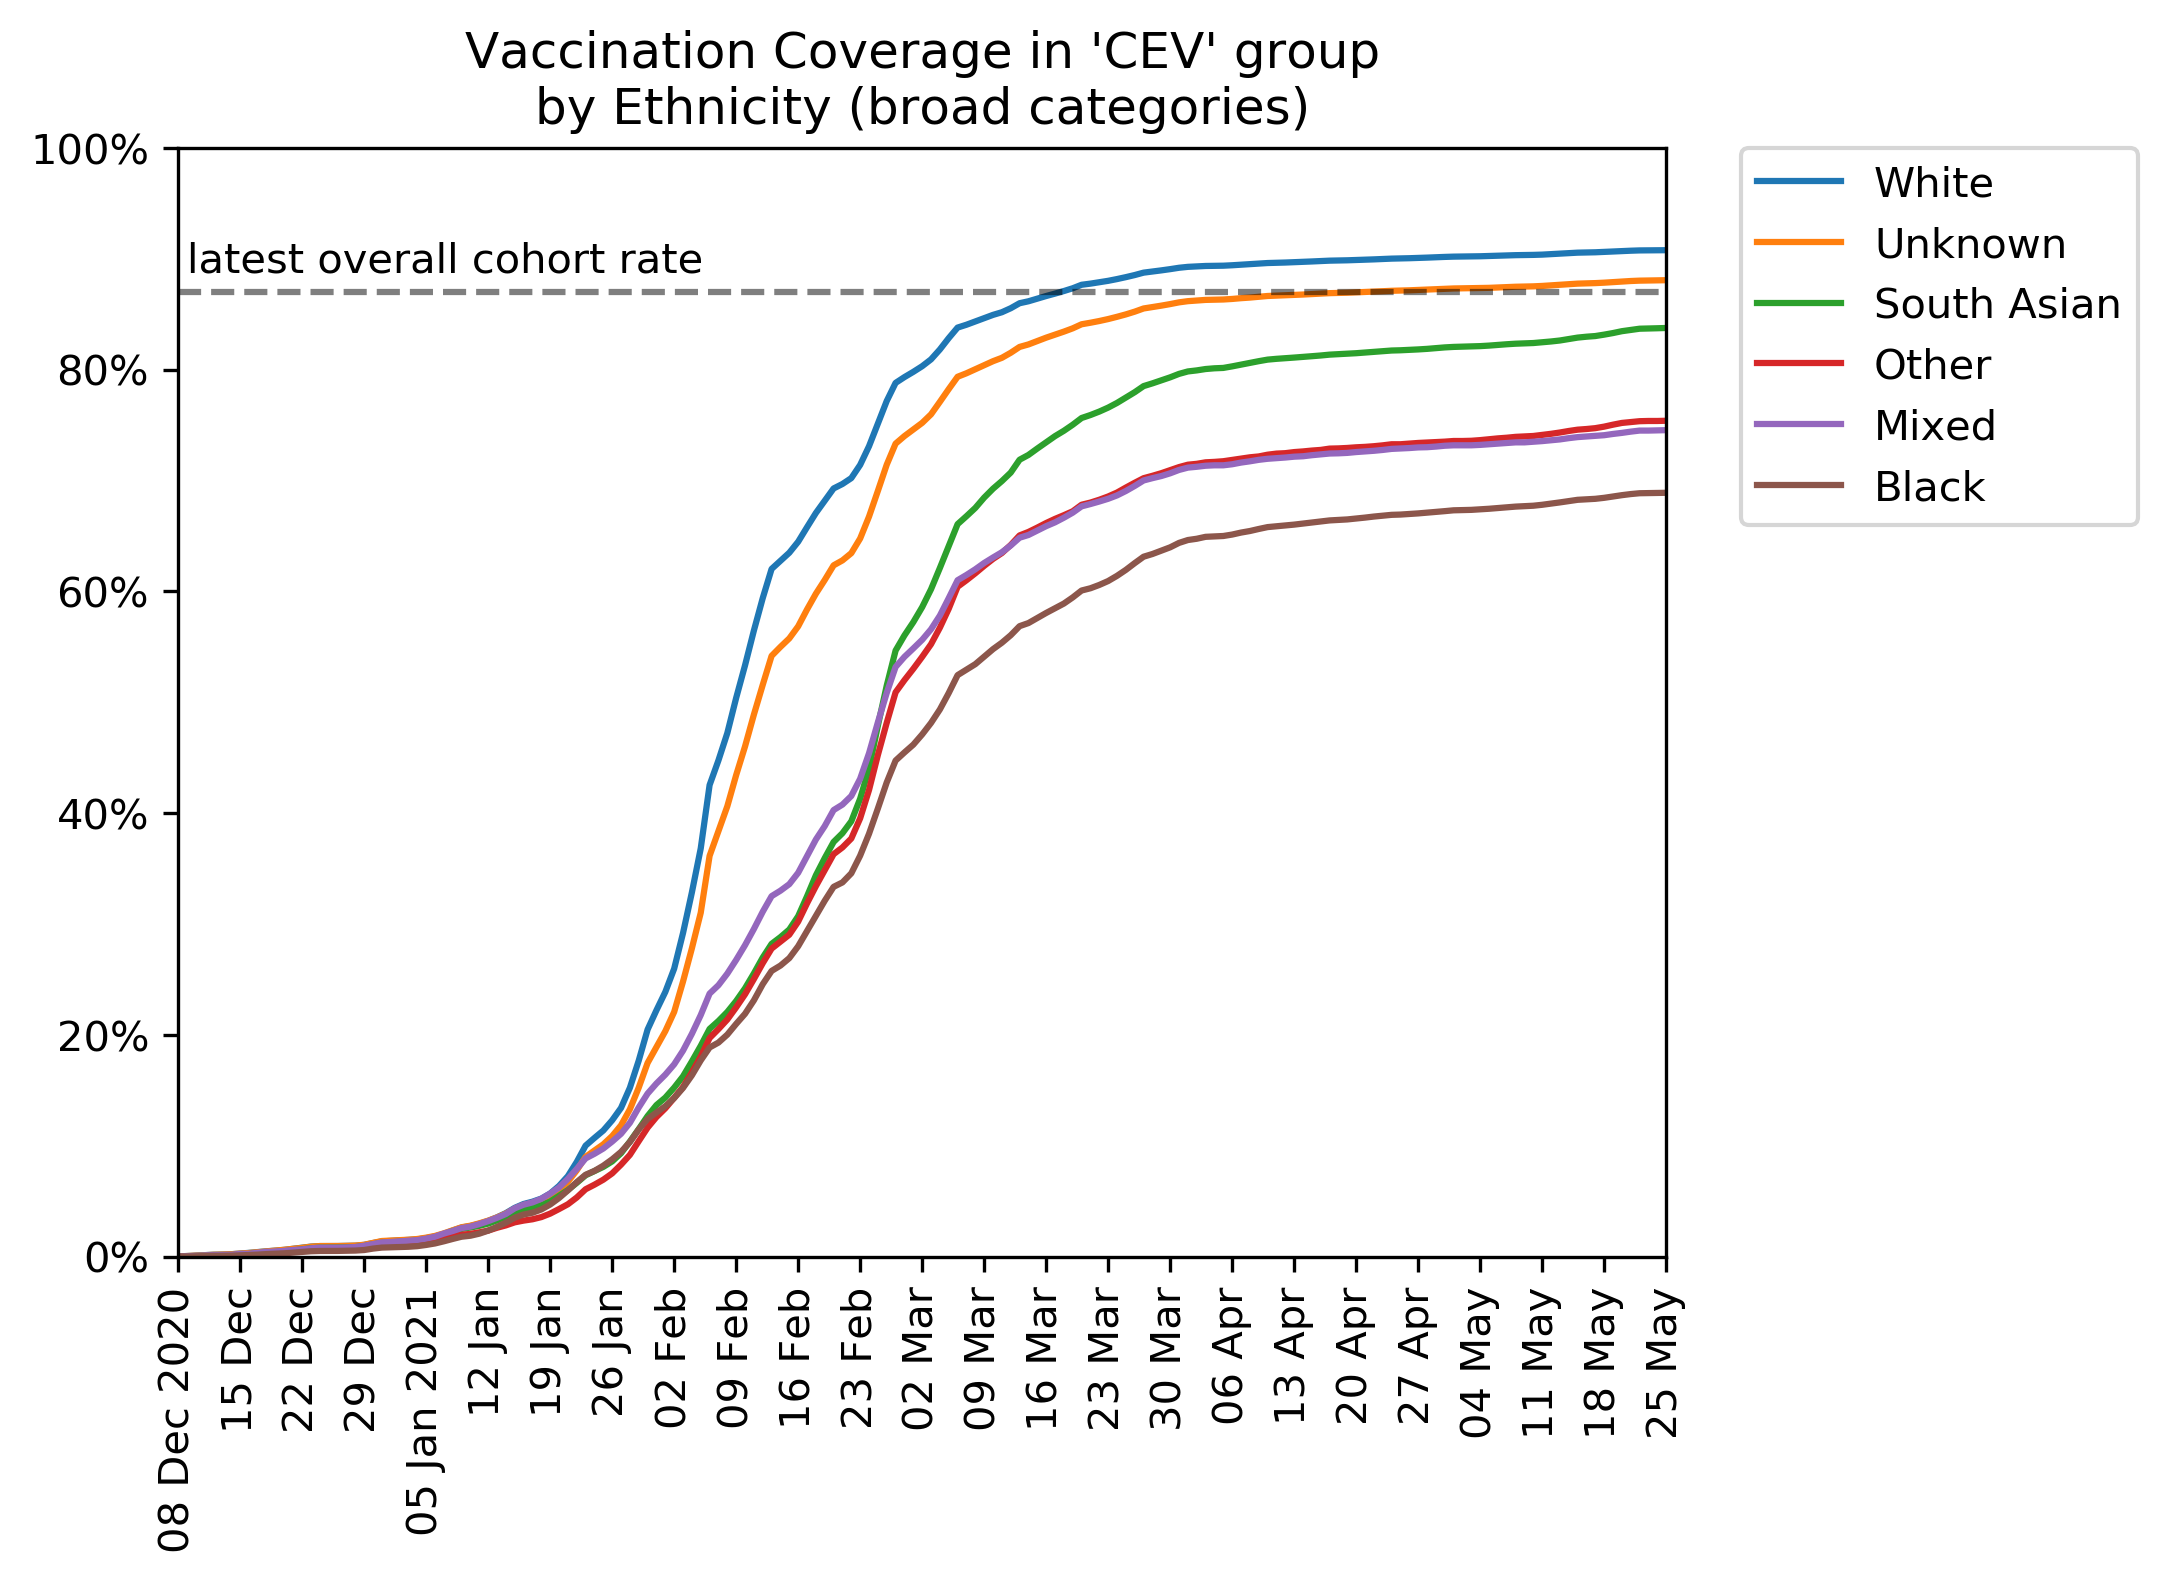 Vaccination Coverage in 'CEV' group
by Ethnicity (broad categories)
100%
80%
60%
40%
20%
0%
latest overall cohort rate
White
Unknown
South Asian
Other
Mixed
Black
08 Dec 2020
15 Dec
22 Dec
29 Dec
05 Jan 2021
12 Jan
19 Jan
26 Jan
02 Feb
09 Feb
16 Feb
23 Feb
02 Mar
09 Mar
16 Mar
23 Mar
30 Mar
06 Apr
13 Apr
20 Apr
27 Apr
04 May
11 May
18 May
25 May